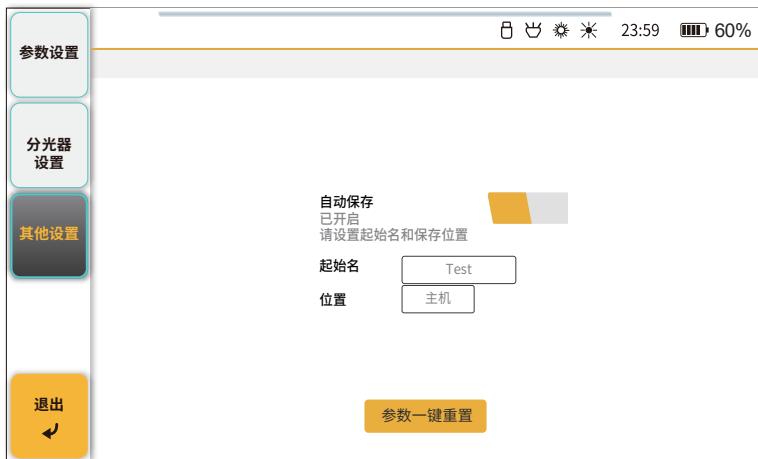 23:59
60%
参数设置
分光器
设置
其他设置
退出
自动保存
已开启
请设置起始名和保存位置
起始名
Test
位置
主机
参数一键重置